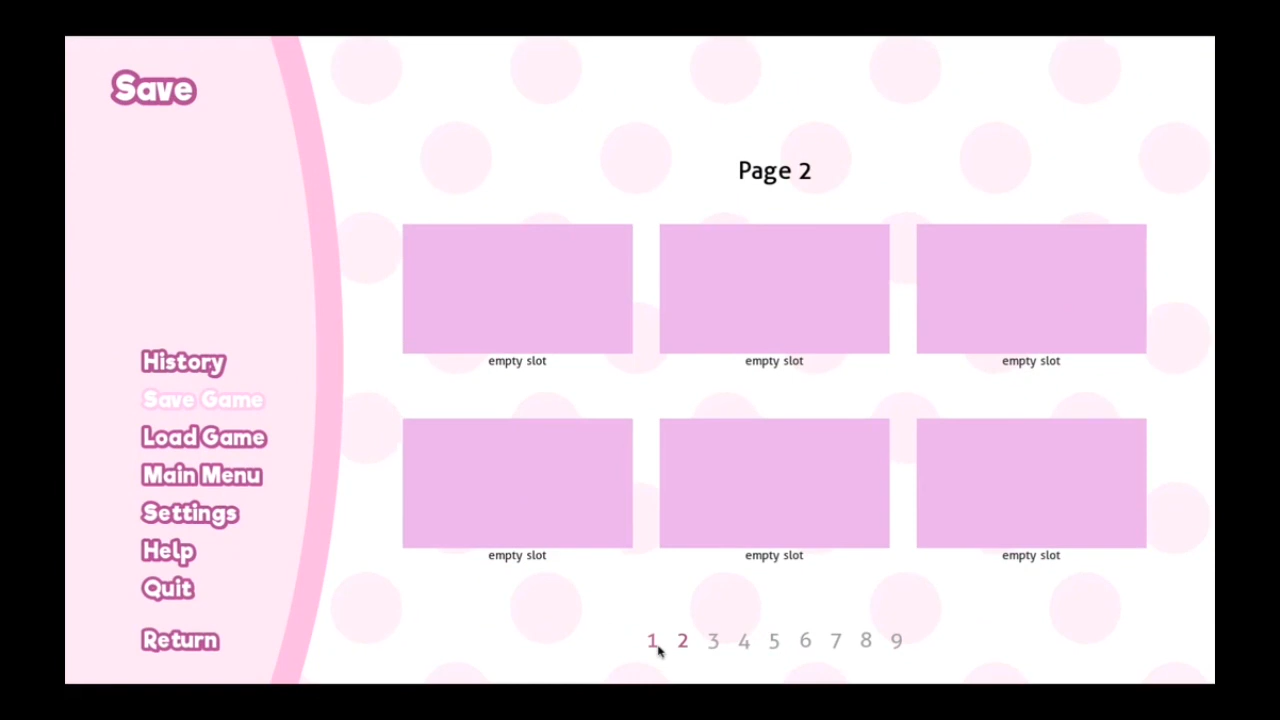 Save
Page 2
empty slot empty slot empty slot
History
Save Game
Load Game
Main Menu
Settings
Help
Quit
Return
empty slot empty slot empty slot
1 2 3 4 5 6 7 8 9